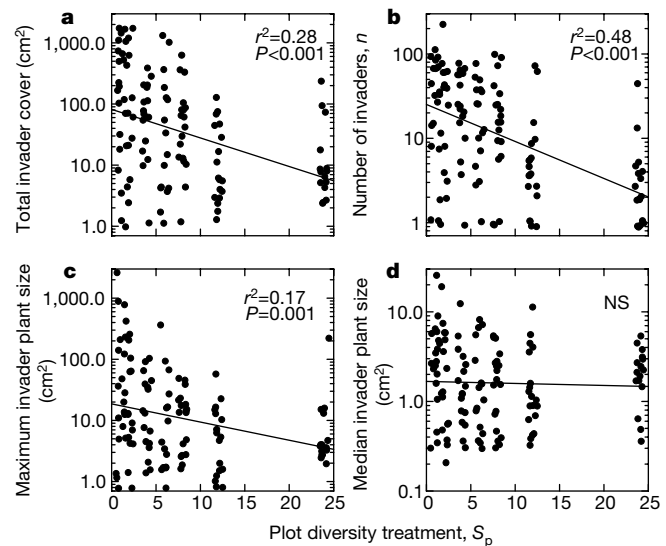 a
r²=0.28
P<0.001
Total invader cover (cm²)
1,000.0
100.0
10.0
1.0
b
r²=0.48
P<0.001
Number of invaders, n
100
10
1
c
r²=0.17
P=0.001
Maximum invader plant size
(cm²)
1,000.0
100.0
10.0
1.0
0 5 10 15 20 25
d
NS
Median invader plant size
(cm²)
10.0
1.0
0.1
0 5 10 15 20 25
Plot diversity treatment, Sp